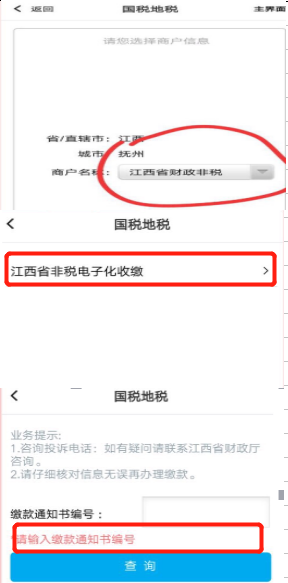 返回 国税地税 主界面
请您选择商户信息
省/直辖市： 江西
城市： 抚州
商户名称： 江西省财政非税
国税地税
江西省非税电子化收缴
国税地税
业务提示:
1.咨询投诉电话：如有疑问请联系江西省财政厅
咨询。
2.请仔细核对信息无误再办理缴款。
缴款通知书编号：
*请输入缴款通知书编号
查 询